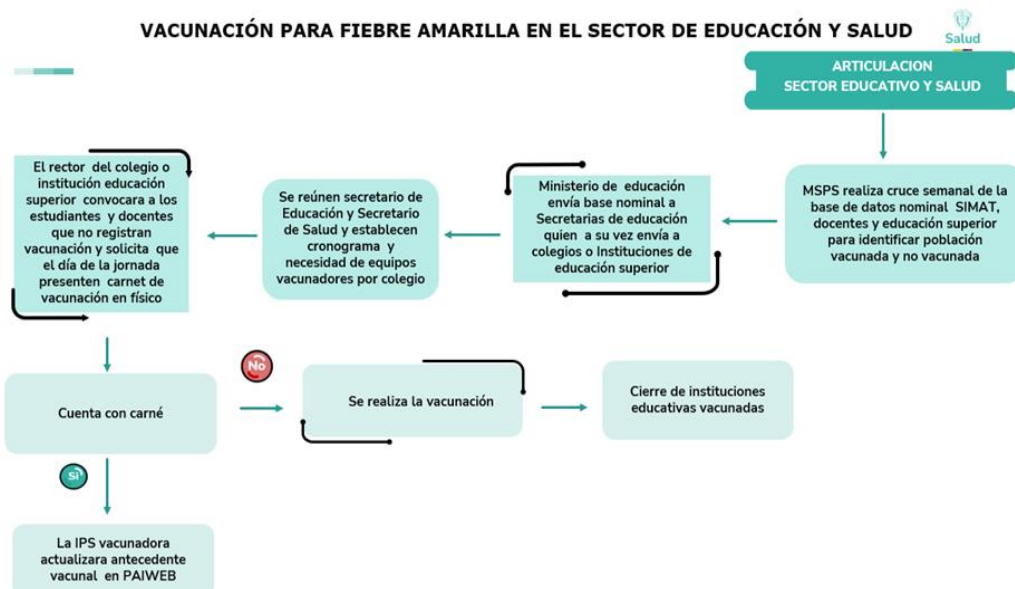 VACUNACIÓN PARA FIEBRE AMARILLA EN EL SECTOR DE EDUCACIÓN Y SALUD
Salud
ARTICULACION
SECTOR EDUCATIVO Y SALUD
MSPS realiza cruce semanal de la
base de datos nominal SIMAT,
docentes y educación superior
para identificar población
vacunada y no vacunada
Ministerio de educación
envía base nominal a
Secretarias de educación
quien a su vez envía a
colegios o Instituciones de
educación superior
Se reúnen secretario de
Educación y Secretario
de Salud y establecen
cronograma y
necesidad de equipos
vacunadores por colegio
El rector del colegio o
institución educación
superior convocara a los
estudiantes y docentes
que no registran
vacunación y solicita que
el día de la jornada
presenten carnet de
vacunación en físico
Cuenta con carné
No
Se realiza la vacunación
Cierre de instituciones
educativas vacunadas
Si
La IPS vacunadora
actualizara antecedente
vacunal en PAIWEB